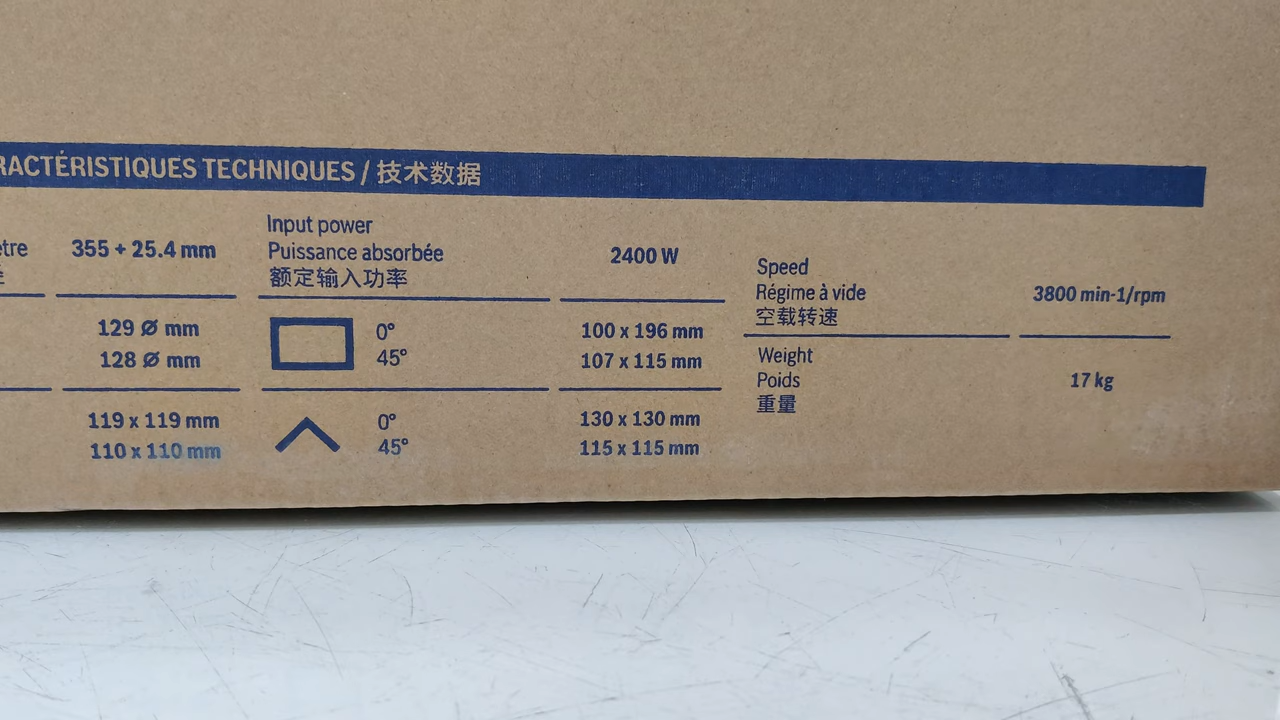 RACTÉRISTIQUES TECHNIQUES / 技术数据
ètre
355 + 25.4 mm
129 Ø mm
128 Ø mm
119 x 119 mm
110 x 110 mm
Input power
Puissance absorbée
额定输入功率
2400 W
0°
45°
100 x 196 mm
107 x 115 mm
0°
45°
130 x 130 mm
115 x 115 mm
Speed
Régime à vide
空载转速
3800 min-1/rpm
Weight
Poids
重量
17 kg